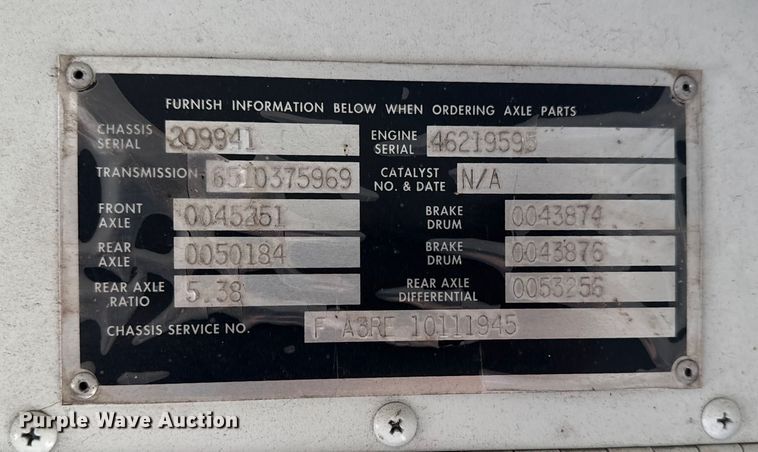 FURNISH INFORMATION BELOW WHEN ORDERING AXLE PARTS
CHASSIS SERIAL 209941 ENGINE SERIAL 46219595
TRANSMISSION 6510375969 CATALYST NO. & DATE N/A
FRONT AXLE 0045251 BRAKE DRUM 0043874
REAR AXLE 0050184 BRAKE DRUM 0043876
REAR AXLE RATIO 5.38 REAR AXLE DIFFERENTIAL 0053256
CHASSIS SERVICE NO. F A3RE 10111945
Purple Wave Auction